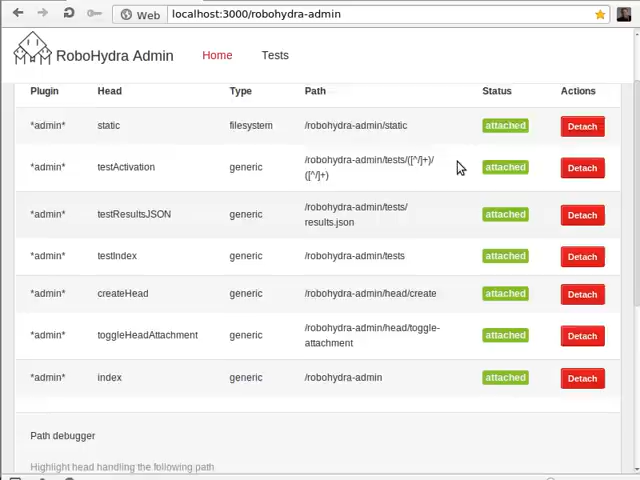 Web localhost:3000/robohydra-admin
RoboHydra Admin Home Tests
Plugin Head Type Path Status Actions
*admin* static filesystem /robohydra-admin/static attached Detach
*admin* testActivation generic /robohydra-admin/tests/([^/]+)/
([^/]+) attached Detach
*admin* testResultsJSON generic /robohydra-admin/tests/
results.json attached Detach
*admin* testIndex generic /robohydra-admin/tests attached Detach
*admin* createHead generic /robohydra-admin/head/create attached Detach
*admin* toggleHeadAttachment generic /robohydra-admin/head/toggle-
attachment attached Detach
*admin* index generic /robohydra-admin attached Detach
Path debugger
Highlight head handling the following path